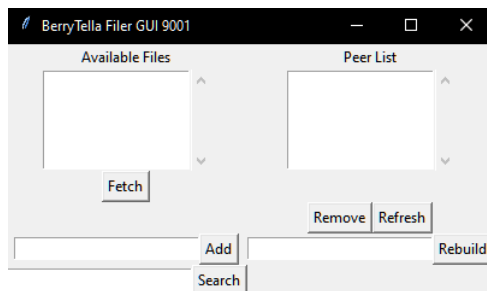 BerryTella Filer GUI 9001
Available Files
Peer List
Fetch
Remove Refresh
Add
Rebuild
Search